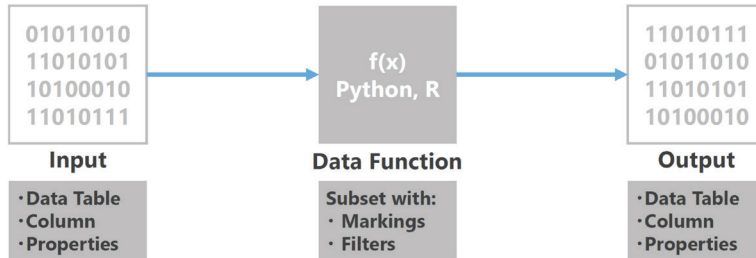 01011010
11010101
10100010
11010111
Input
·Data Table
·Column
·Properties
f(x)
Python, R
Data Function
Subset with:
· Markings
· Filters
11010111
01011010
11010101
10100010
Output
·Data Table
·Column
·Properties